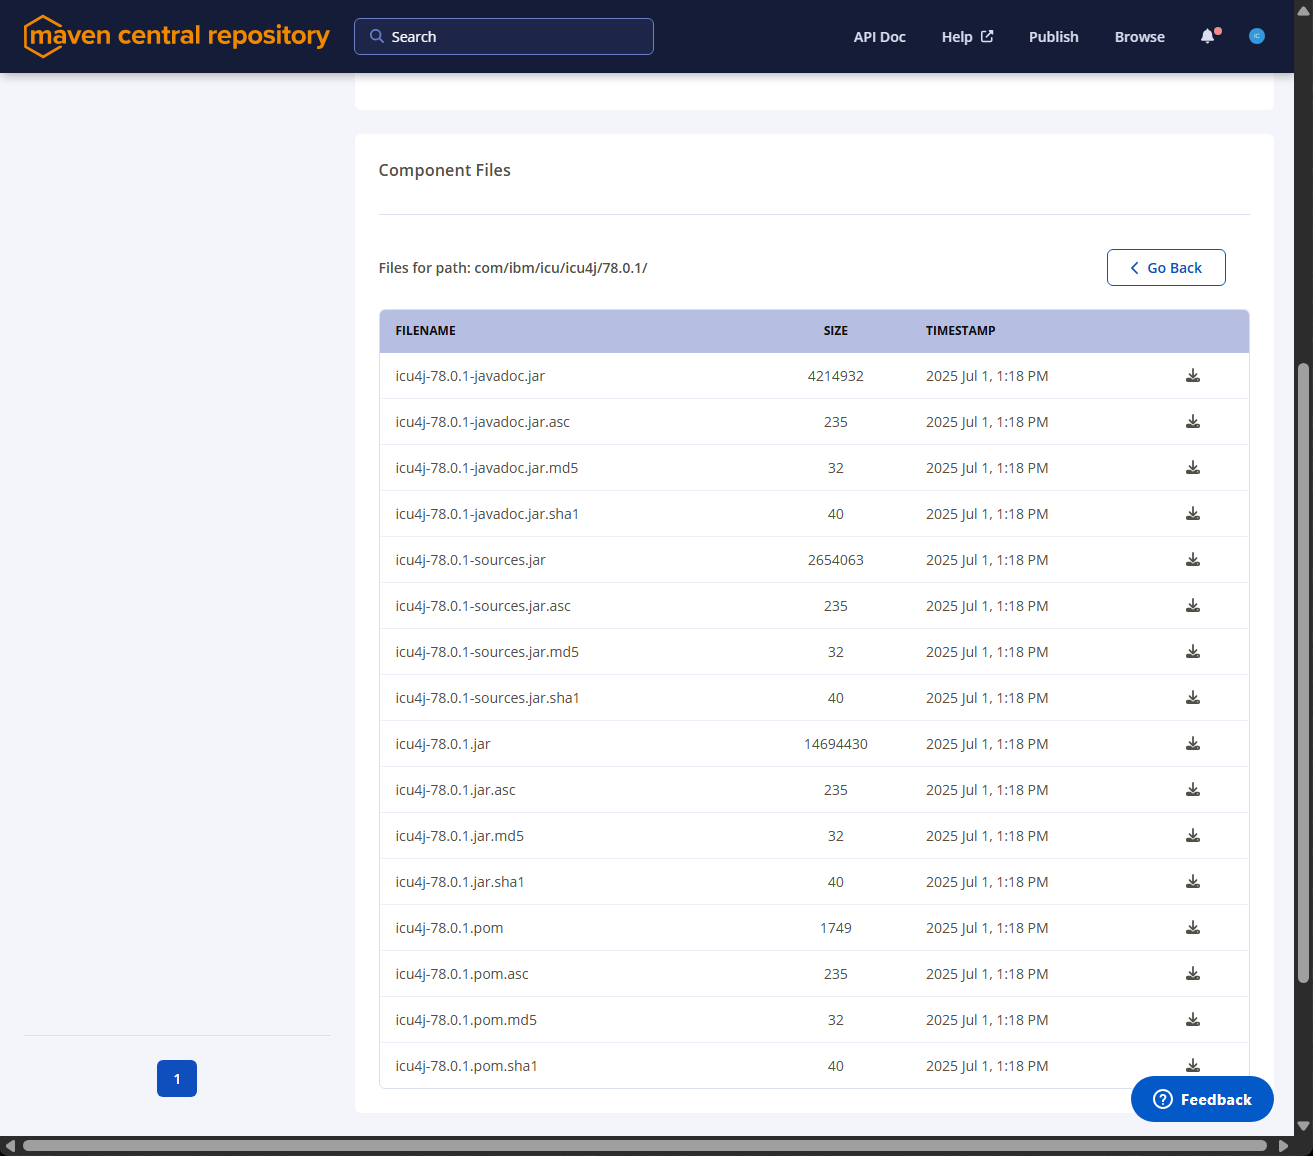 maven central repository
Search
API Doc
Help
Publish
Browse
IC
Component Files
Files for path: com/ibm/icu/icu4j/78.0.1/
Go Back
FILENAME SIZE TIMESTAMP
icu4j-78.0.1-javadoc.jar 4214932 2025 Jul 1, 1:18 PM
icu4j-78.0.1-javadoc.jar.asc 235 2025 Jul 1, 1:18 PM
icu4j-78.0.1-javadoc.jar.md5 32 2025 Jul 1, 1:18 PM
icu4j-78.0.1-javadoc.jar.sha1 40 2025 Jul 1, 1:18 PM
icu4j-78.0.1-sources.jar 2654063 2025 Jul 1, 1:18 PM
icu4j-78.0.1-sources.jar.asc 235 2025 Jul 1, 1:18 PM
icu4j-78.0.1-sources.jar.md5 32 2025 Jul 1, 1:18 PM
icu4j-78.0.1-sources.jar.sha1 40 2025 Jul 1, 1:18 PM
icu4j-78.0.1.jar 14694430 2025 Jul 1, 1:18 PM
icu4j-78.0.1.jar.asc 235 2025 Jul 1, 1:18 PM
icu4j-78.0.1.jar.md5 32 2025 Jul 1, 1:18 PM
icu4j-78.0.1.jar.sha1 40 2025 Jul 1, 1:18 PM
icu4j-78.0.1.pom 1749 2025 Jul 1, 1:18 PM
icu4j-78.0.1.pom.asc 235 2025 Jul 1, 1:18 PM
icu4j-78.0.1.pom.md5 32 2025 Jul 1, 1:18 PM
icu4j-78.0.1.pom.sha1 40 2025 Jul 1, 1:18 PM
1
Feedback